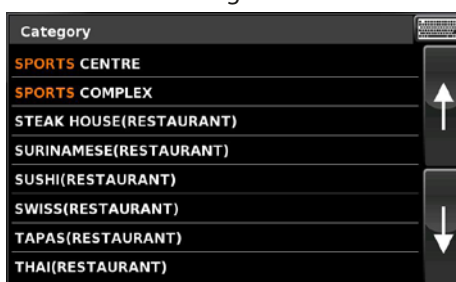 Category
SPORTS CENTRE
SPORTS COMPLEX
STEAK HOUSE(RESTAURANT)
SURINAMESE(RESTAURANT)
SUSHI(RESTAURANT)
SWISS(RESTAURANT)
TAPAS(RESTAURANT)
THAI(RESTAURANT)